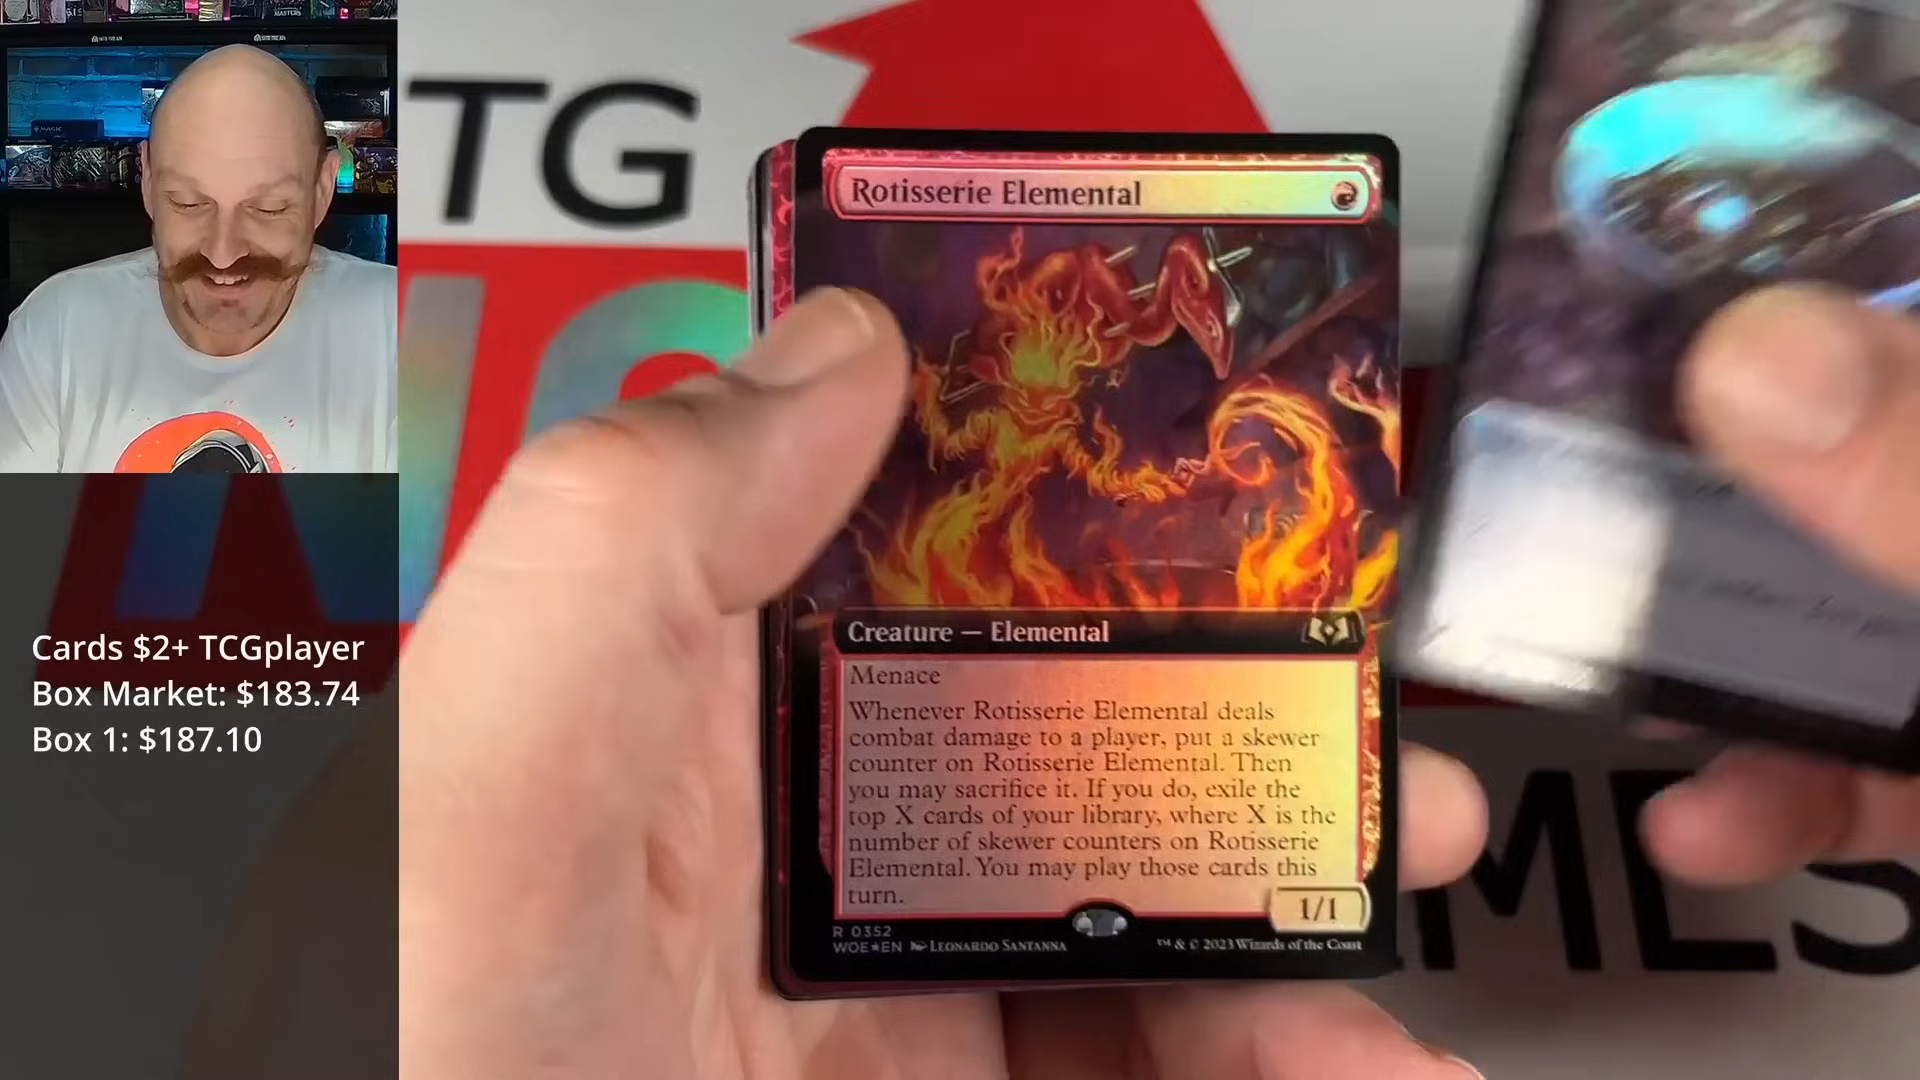 MAGIC
MASTERS
TG
Rotisserie Elemental
Creature — Elemental
Menace
Whenever Rotisserie Elemental deals
combat damage to a player, put a skewer
counter on Rotisserie Elemental. Then
you may sacrifice it. If you do, exile the
top X cards of your library, where X is the
number of skewer counters on Rotisserie
Elemental. You may play those cards this
turn.
1/1
R 0352
WOE★EN LEONARDO SANTANNA
™ & © 2023 Wizards of the Coast
Cards $2+ TCGplayer
Box Market: $183.74
Box 1: $187.10